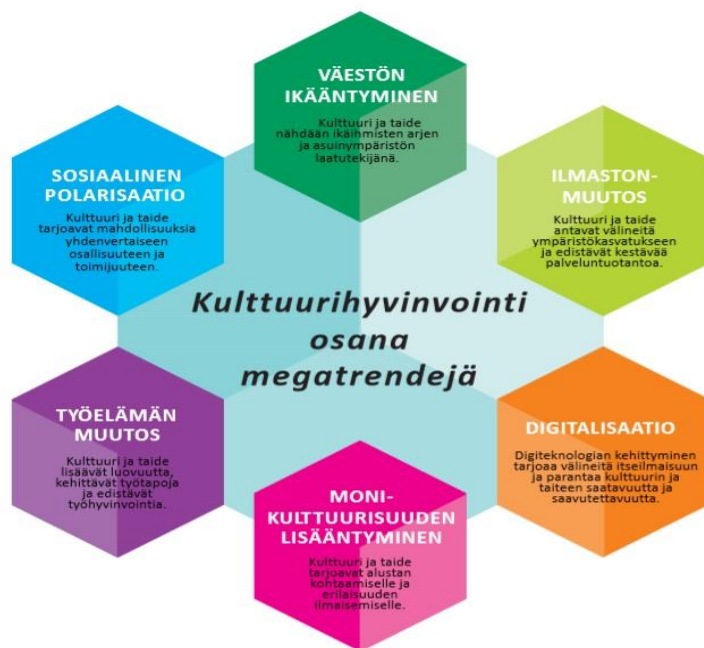 VÄESTÖN
IKÄÄNTYMINEN
Kulttuuri ja taide
nähdään ikäihmisten arjen
ja asuinympäristön
laatutekijänä.
SOSIAALINEN
POLARISAATIO
Kulttuuri ja taide
tarjoavat mahdollisuuksia
yhdenvertaiseen
osallisuuteen ja
toimijuuteen.
ILMASTON-
MUUTOS
Kulttuuri ja taide
antavat välineitä
ympäristökasvatukseen
ja edistävät kestävää
palveluntuotantoa.
Kulttuurihyvinvointi
osana
megatrendejä
TYÖELÄMÄN
MUUTOS
Kulttuuri ja taide
lisäävät luovuutta,
kehittävät työtapoja
ja edistävät
työhyvinvointia.
DIGITALISAATIO
Digiteknologian kehittyminen
tarjoaa välineitä itseilmaisuun
ja parantaa kulttuurin ja
taiteen saatavuutta ja
saavutettavuutta.
MONI-
KULTTUURISUUDEN
LISÄÄNTYMINEN
Kulttuuri ja taide
tarjoavat alustan
kohtaamiselle ja
erilaisuuden
ilmaisemiselle.